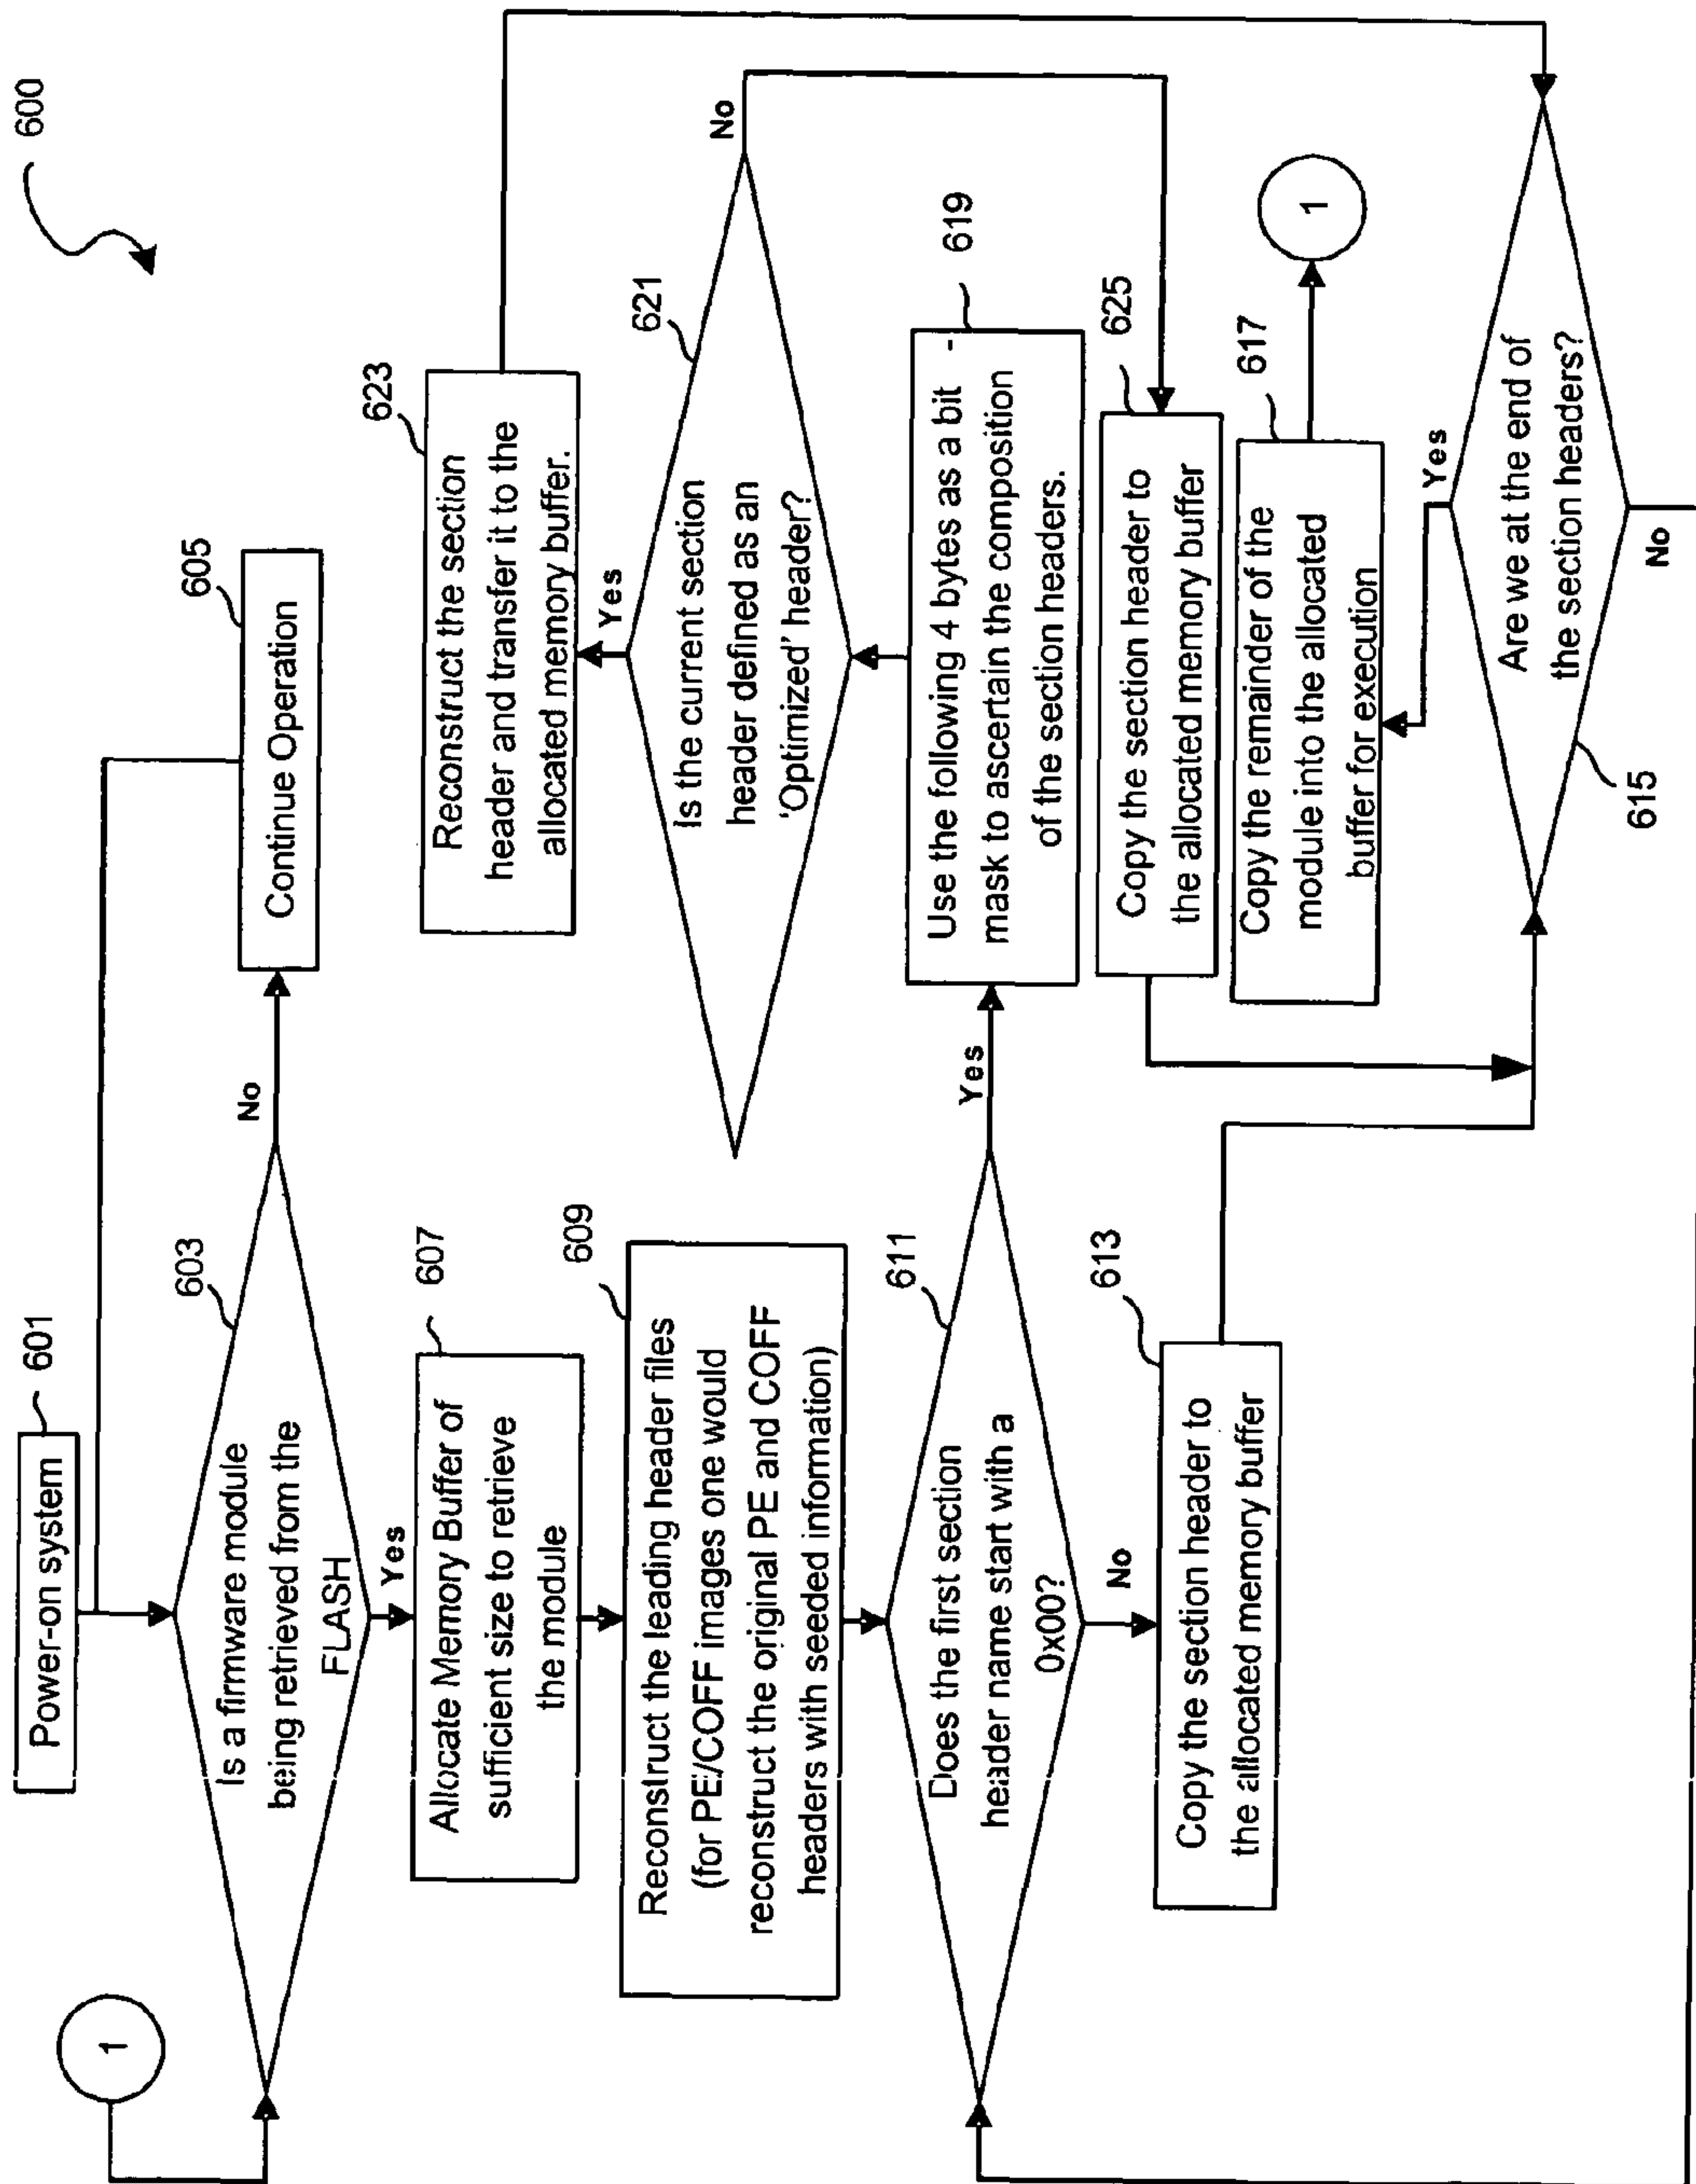 600
Power-on system
601
1
Is a firmware module
being retrieved from the
FLASH
603
No
Yes
Continue Operation
605
Allocate Memory Buffer of
sufficient size to retrieve
the module
607
Reconstruct the leading header files
(for PE/COFF images one would
reconstruct the original PE and COFF
headers with seeded information)
609
Does the first section
header name start with a
0x00?
611
Yes
No
Copy the section header to
the allocated memory buffer
613
Reconstruct the section
header and transfer it to the
allocated memory buffer.
623
Yes
Is the current section
header defined as an
'Optimized' header?
621
No
Use the following 4 bytes as a bit -
mask to ascertain the composition
of the section headers.
619
Copy the section header to
the allocated memory buffer
625
Copy the remainder of the
module into the allocated
buffer for execution
617
1
Yes
Are we at the end of
the section headers?
615
No